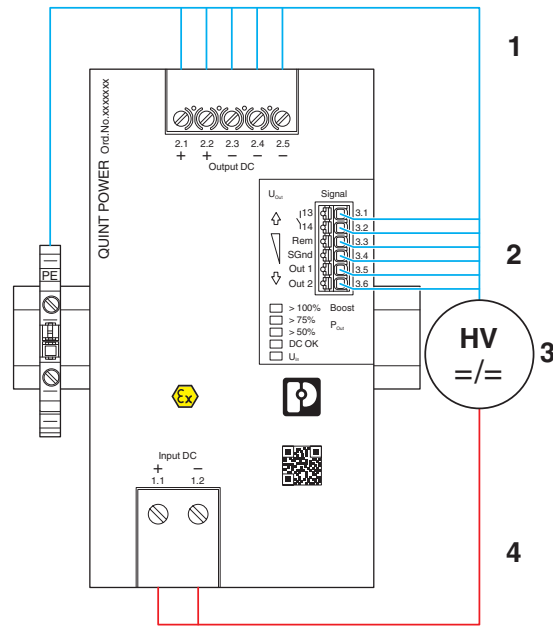 1
QUINT POWER Ord.No.xxxxxxx
2.1 2.2 2.3 2.4 2.5
+ + – – –
Output DC
UOut
Signal
13 3.1
14 3.2
Rem 3.3
SGnd 3.4
Out 1 3.5
Out 2 3.6
2
PE
> 100% Boost
> 75%
POut
> 50%
DC OK
UIn
HV
=/=
3
Ex
Input DC
+ –
1.1 1.2
4